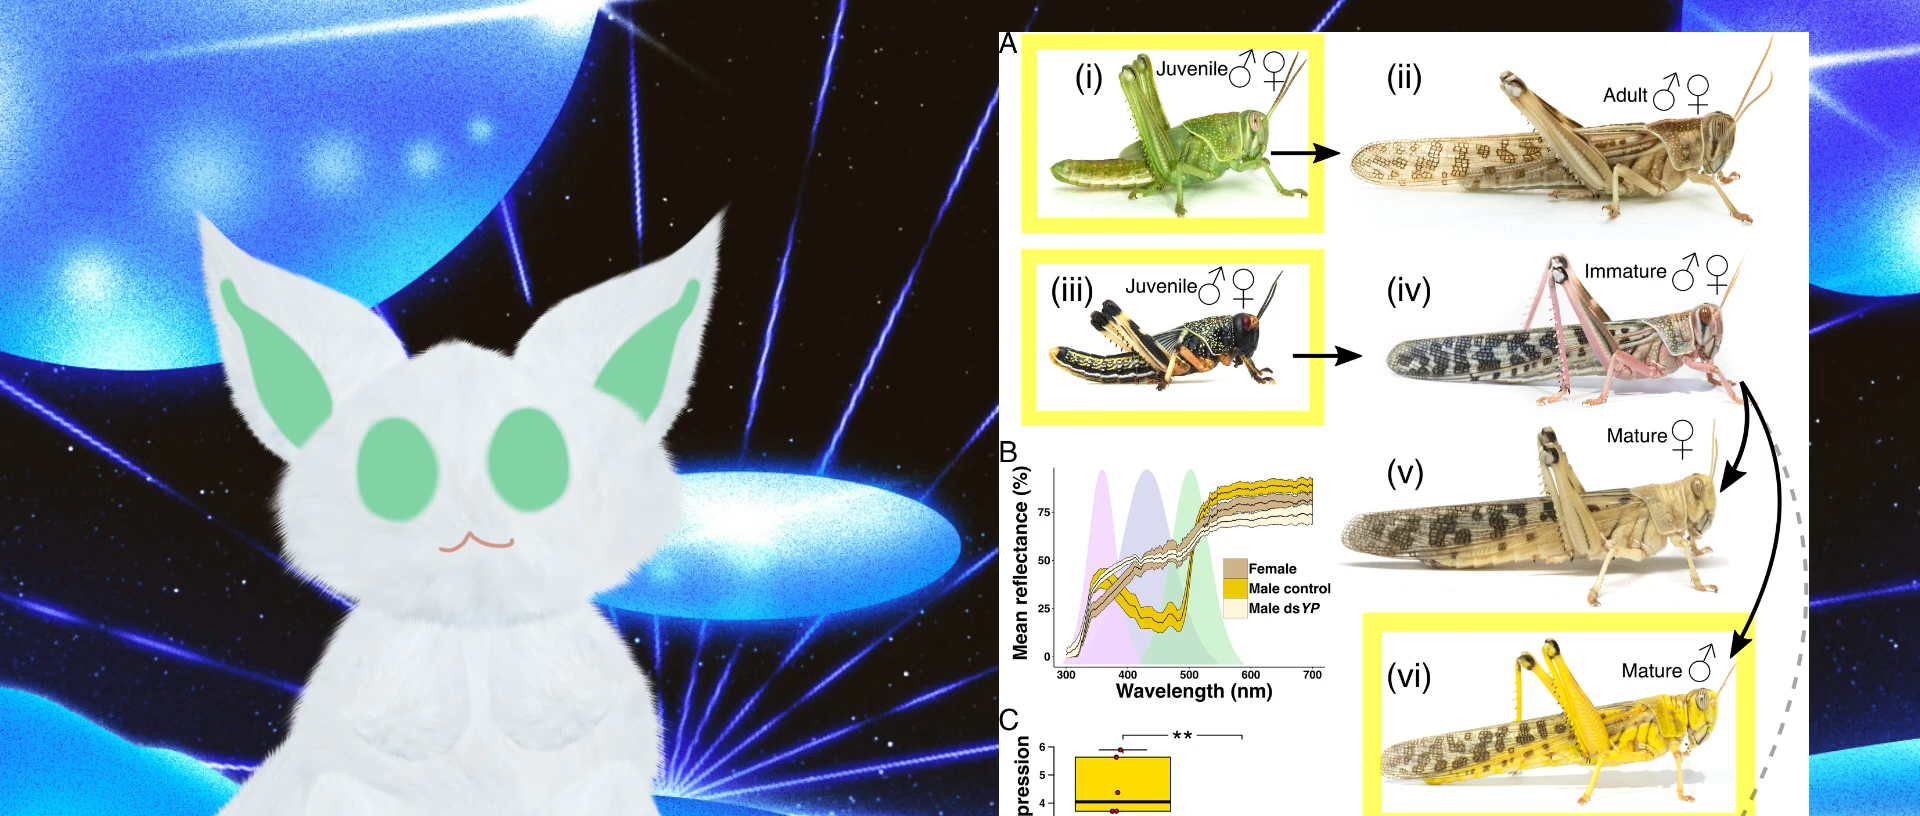 A
(i)
Juvenile♂♀
(ii)
Adult ♂♀
(iii)
Juvenile♂♀
(iv)
Immature ♂♀
(v)
Mature♀
(vi)
Mature ♂
B
Mean reflectance (%)
75
50
25
0
300 400 500 600 700
Wavelength (nm)
Female
Male control
Male dsYP
C
**
pression
6
5
4